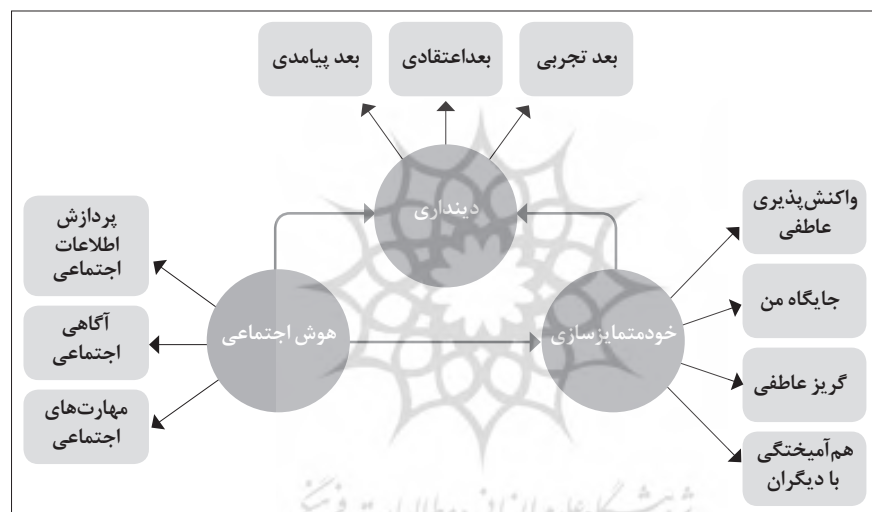 بعد تجربی
بعداعتقادی
بعد پیامدی
دینداری
واکنش‌پذیری
عاطفی
جایگاه من
گریز عاطفی
هم‌آمیختگی
با دیگران
خودمتمایزسازی
هوش اجتماعی
پردازش
اطلاعات
اجتماعی
آگاهی
اجتماعی
مهارت‌های
اجتماعی